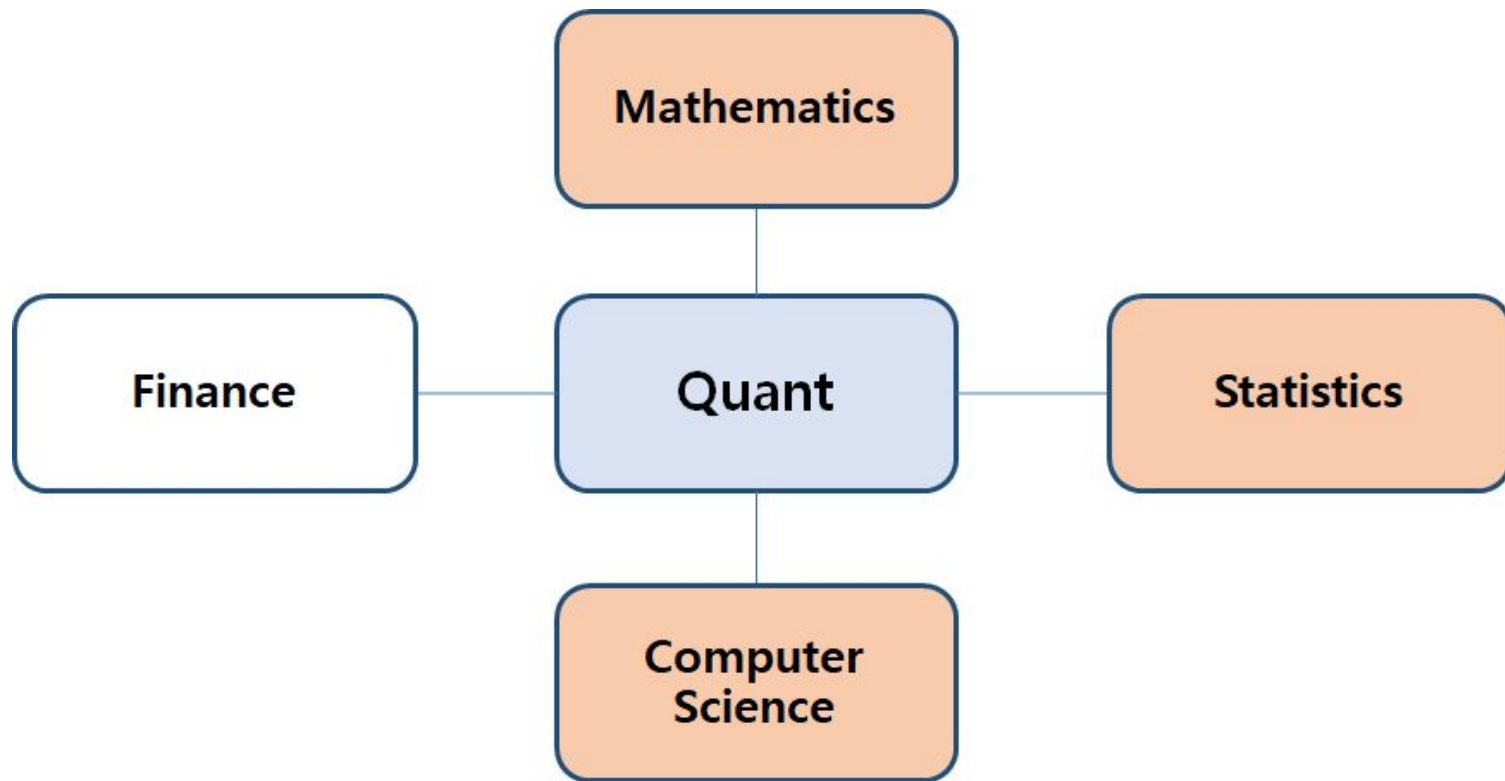 Mathematics
Finance
Quant
Statistics
Computer
Science